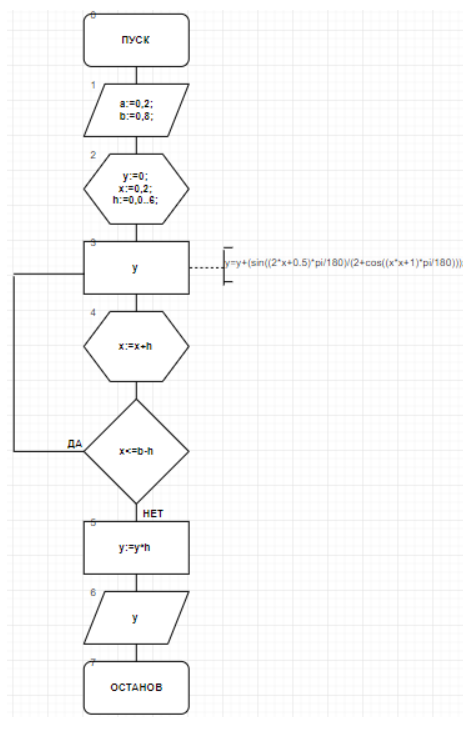 0
ПУСК
1
a:=0,2;
b:=0,8;
2
y:=0;
x:=0,2;
h:=0,0..6;
3
y
y=y+(sin((2*x+0.5)*pi/180)/(2+cos((x*x+1)*pi/180)));
4
x:=x+h
ДА
x<=b-h
НЕТ
5
y:=y*h
6
y
7
ОСТАНОВ